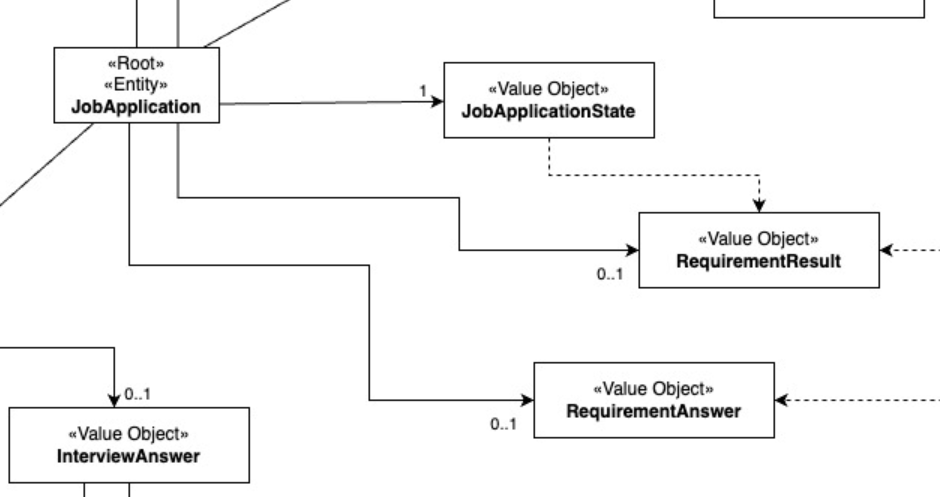 «Root»
«Entity»
JobApplication
1
«Value Object»
JobApplicationState
«Value Object»
RequirementResult
0..1
«Value Object»
RequirementAnswer
0..1
0..1
«Value Object»
InterviewAnswer